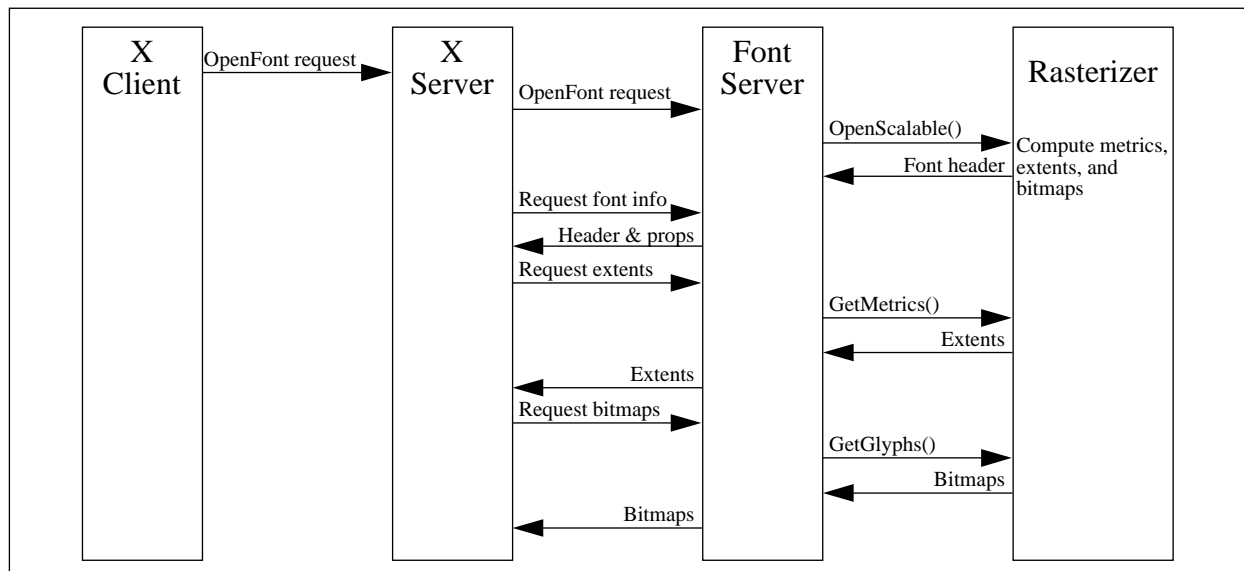 X
Client
X
Server
Font
Server
Rasterizer
OpenFont request
OpenFont request
OpenScalable()
Compute metrics,
extents, and
bitmaps
Font header
Request font info
Header & props
Request extents
GetMetrics()
Extents
Extents
Request bitmaps
GetGlyphs()
Bitmaps
Bitmaps